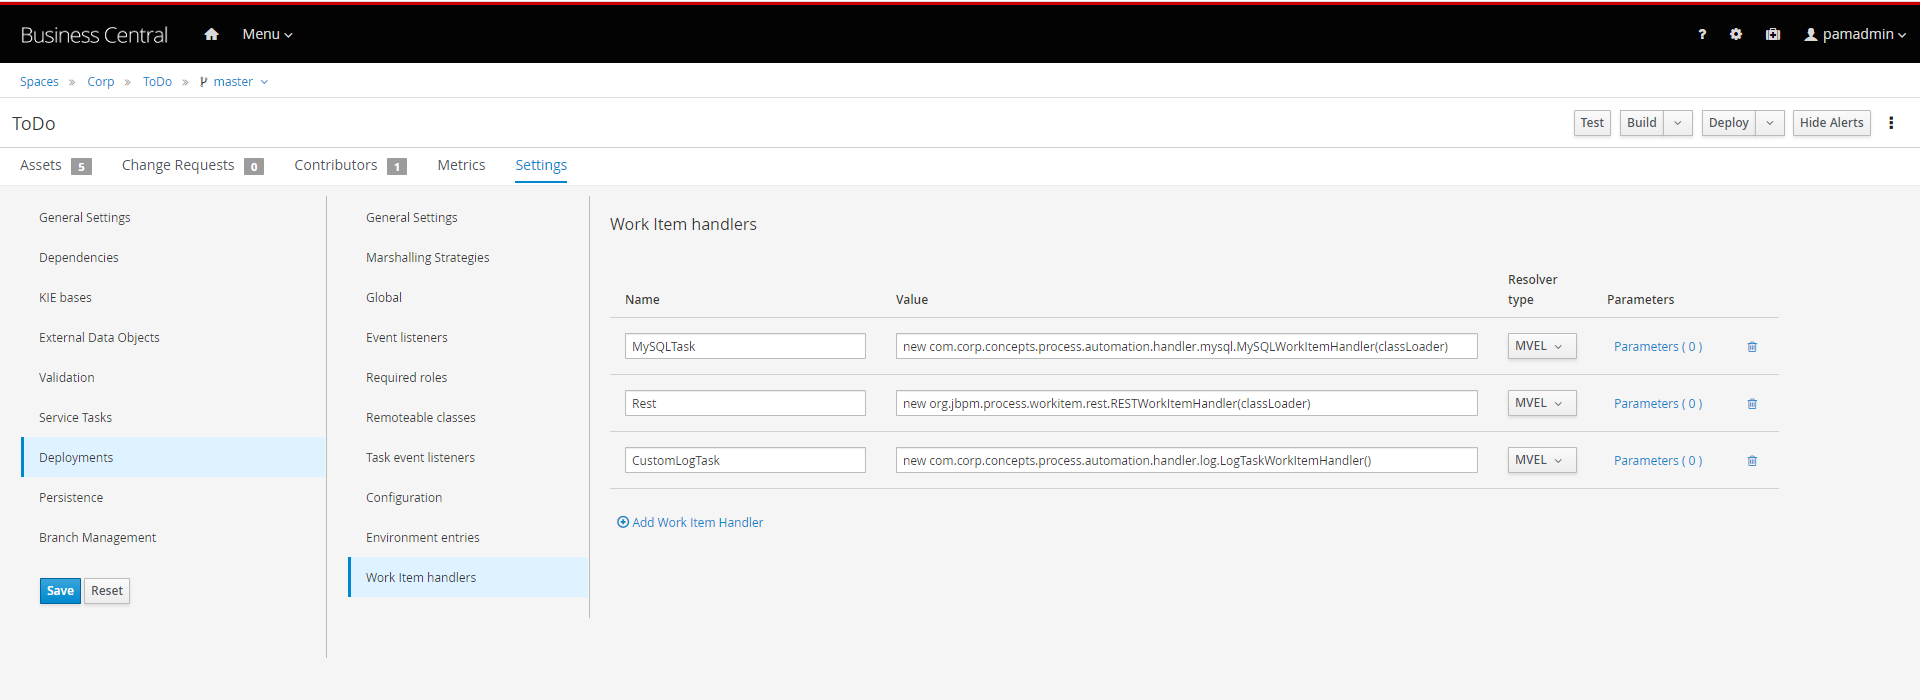 Business Central Menu ? pamadmin
Spaces » Corp » ToDo » master
ToDo Test Build Deploy Hide Alerts
Assets 5 Change Requests 0 Contributors 1 Metrics Settings
General Settings
Dependencies
KIE bases
External Data Objects
Validation
Service Tasks
Deployments
Persistence
Branch Management
Save Reset
General Settings
Marshalling Strategies
Global
Event listeners
Required roles
Remoteable classes
Task event listeners
Configuration
Environment entries
Work Item handlers
Work Item handlers
Name Value Resolver type Parameters
MySQLTask new com.corp.concepts.process.automation.handler.mysql.MySQLWorkItemHandler(classLoader) MVEL Parameters ( 0 )
Rest new org.jbpm.process.workitem.rest.RESTWorkItemHandler(classLoader) MVEL Parameters ( 0 )
CustomLogTask new com.corp.concepts.process.automation.handler.log.LogTaskWorkItemHandler() MVEL Parameters ( 0 )
Add Work Item Handler